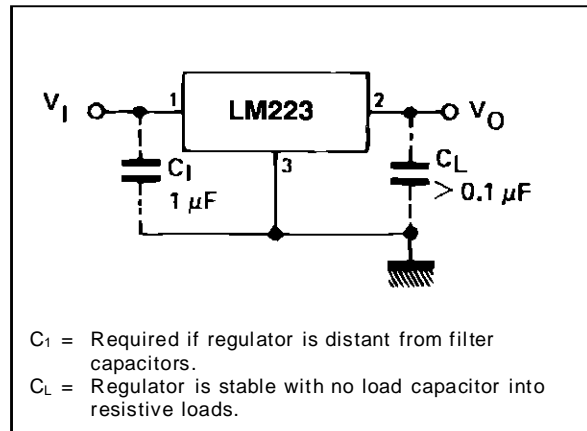 V_I 1 LM223 2 V_O
3
C_I
1 μF
C_L
> 0.1 μF
C₁ = Required if regulator is distant from filter
capacitors.
C_L = Regulator is stable with no load capacitor into
resistive loads.